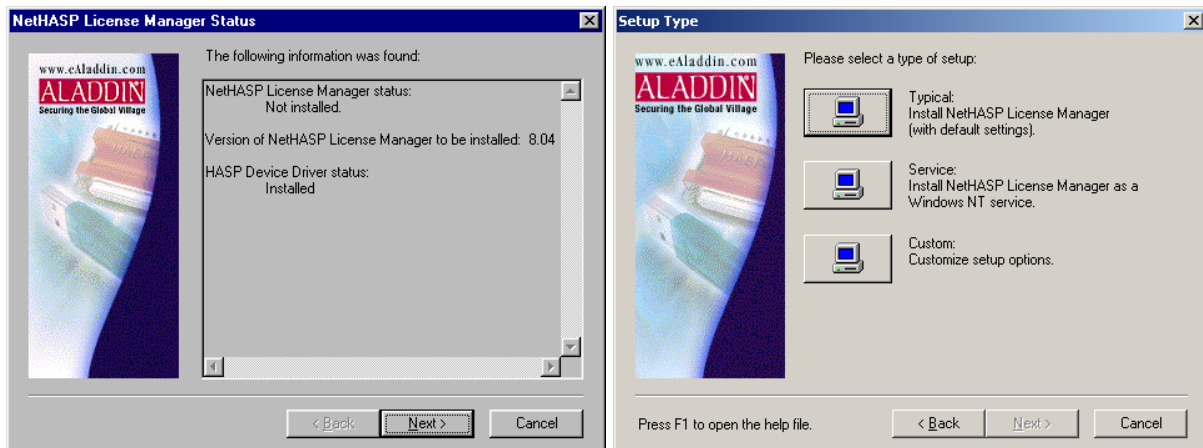 NetHASP License Manager Status
www.eAladdin.com
ALADDIN
Securing the Global Village
The following information was found:
NetHASP License Manager status:
Not installed.
Version of NetHASP License Manager to be installed: 8.04
HASP Device Driver status:
Installed
< Back
Next >
Cancel
Setup Type
www.eAladdin.com
ALADDIN
Securing the Global Village
Please select a type of setup:
Typical:
Install NetHASP License Manager
(with default settings).
Service:
Install NetHASP License Manager as a
Windows NT service.
Custom:
Customize setup options.
Press F1 to open the help file.
< Back
Next >
Cancel